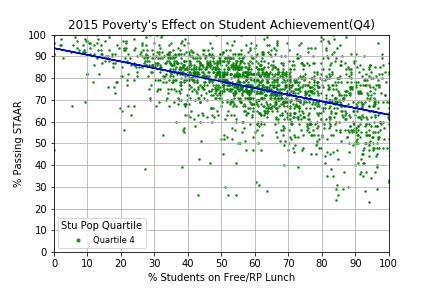 2015 Poverty's Effect on Student Achievement(Q4)
100
90
80
70
60
50
40
30
20
10
0
% Passing STAAR
Stu Pop Quartile
Quartile 4
0 10 20 30 40 50 60 70 80 90 100
% Students on Free/RP Lunch